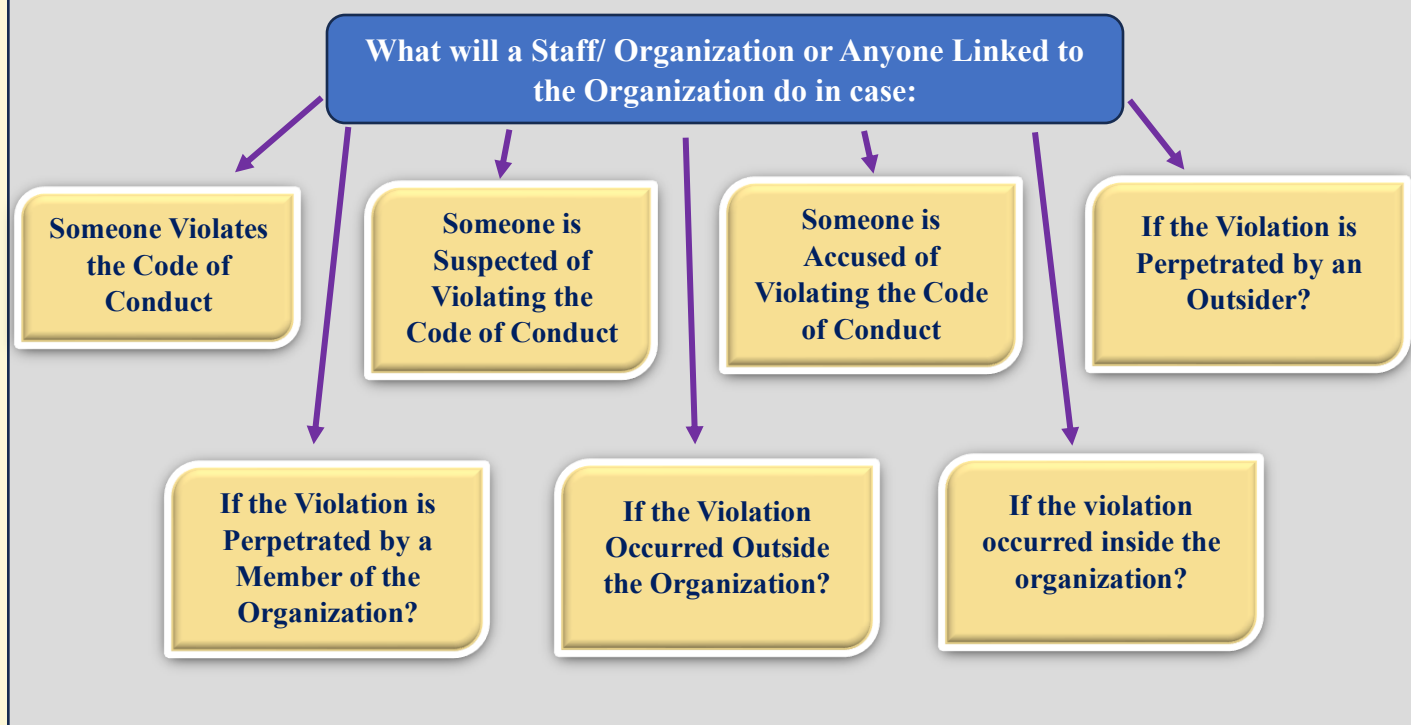 What will a Staff/ Organization or Anyone Linked to
the Organization do in case:
Someone Violates
the Code of
Conduct
Someone is
Suspected of
Violating the
Code of Conduct
Someone is
Accused of
Violating the Code
of Conduct
If the Violation is
Perpetrated by an
Outsider?
If the Violation is
Perpetrated by a
Member of the
Organization?
If the Violation
Occurred Outside
the Organization?
If the violation
occurred inside the
organization?